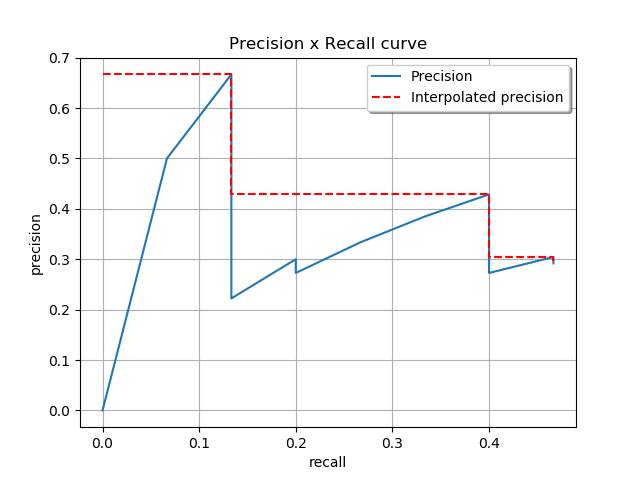 Precision x Recall curve
Precision
Interpolated precision
0.7
0.6
0.5
0.4
0.3
0.2
0.1
0.0
precision
0.0 0.1 0.2 0.3 0.4
recall